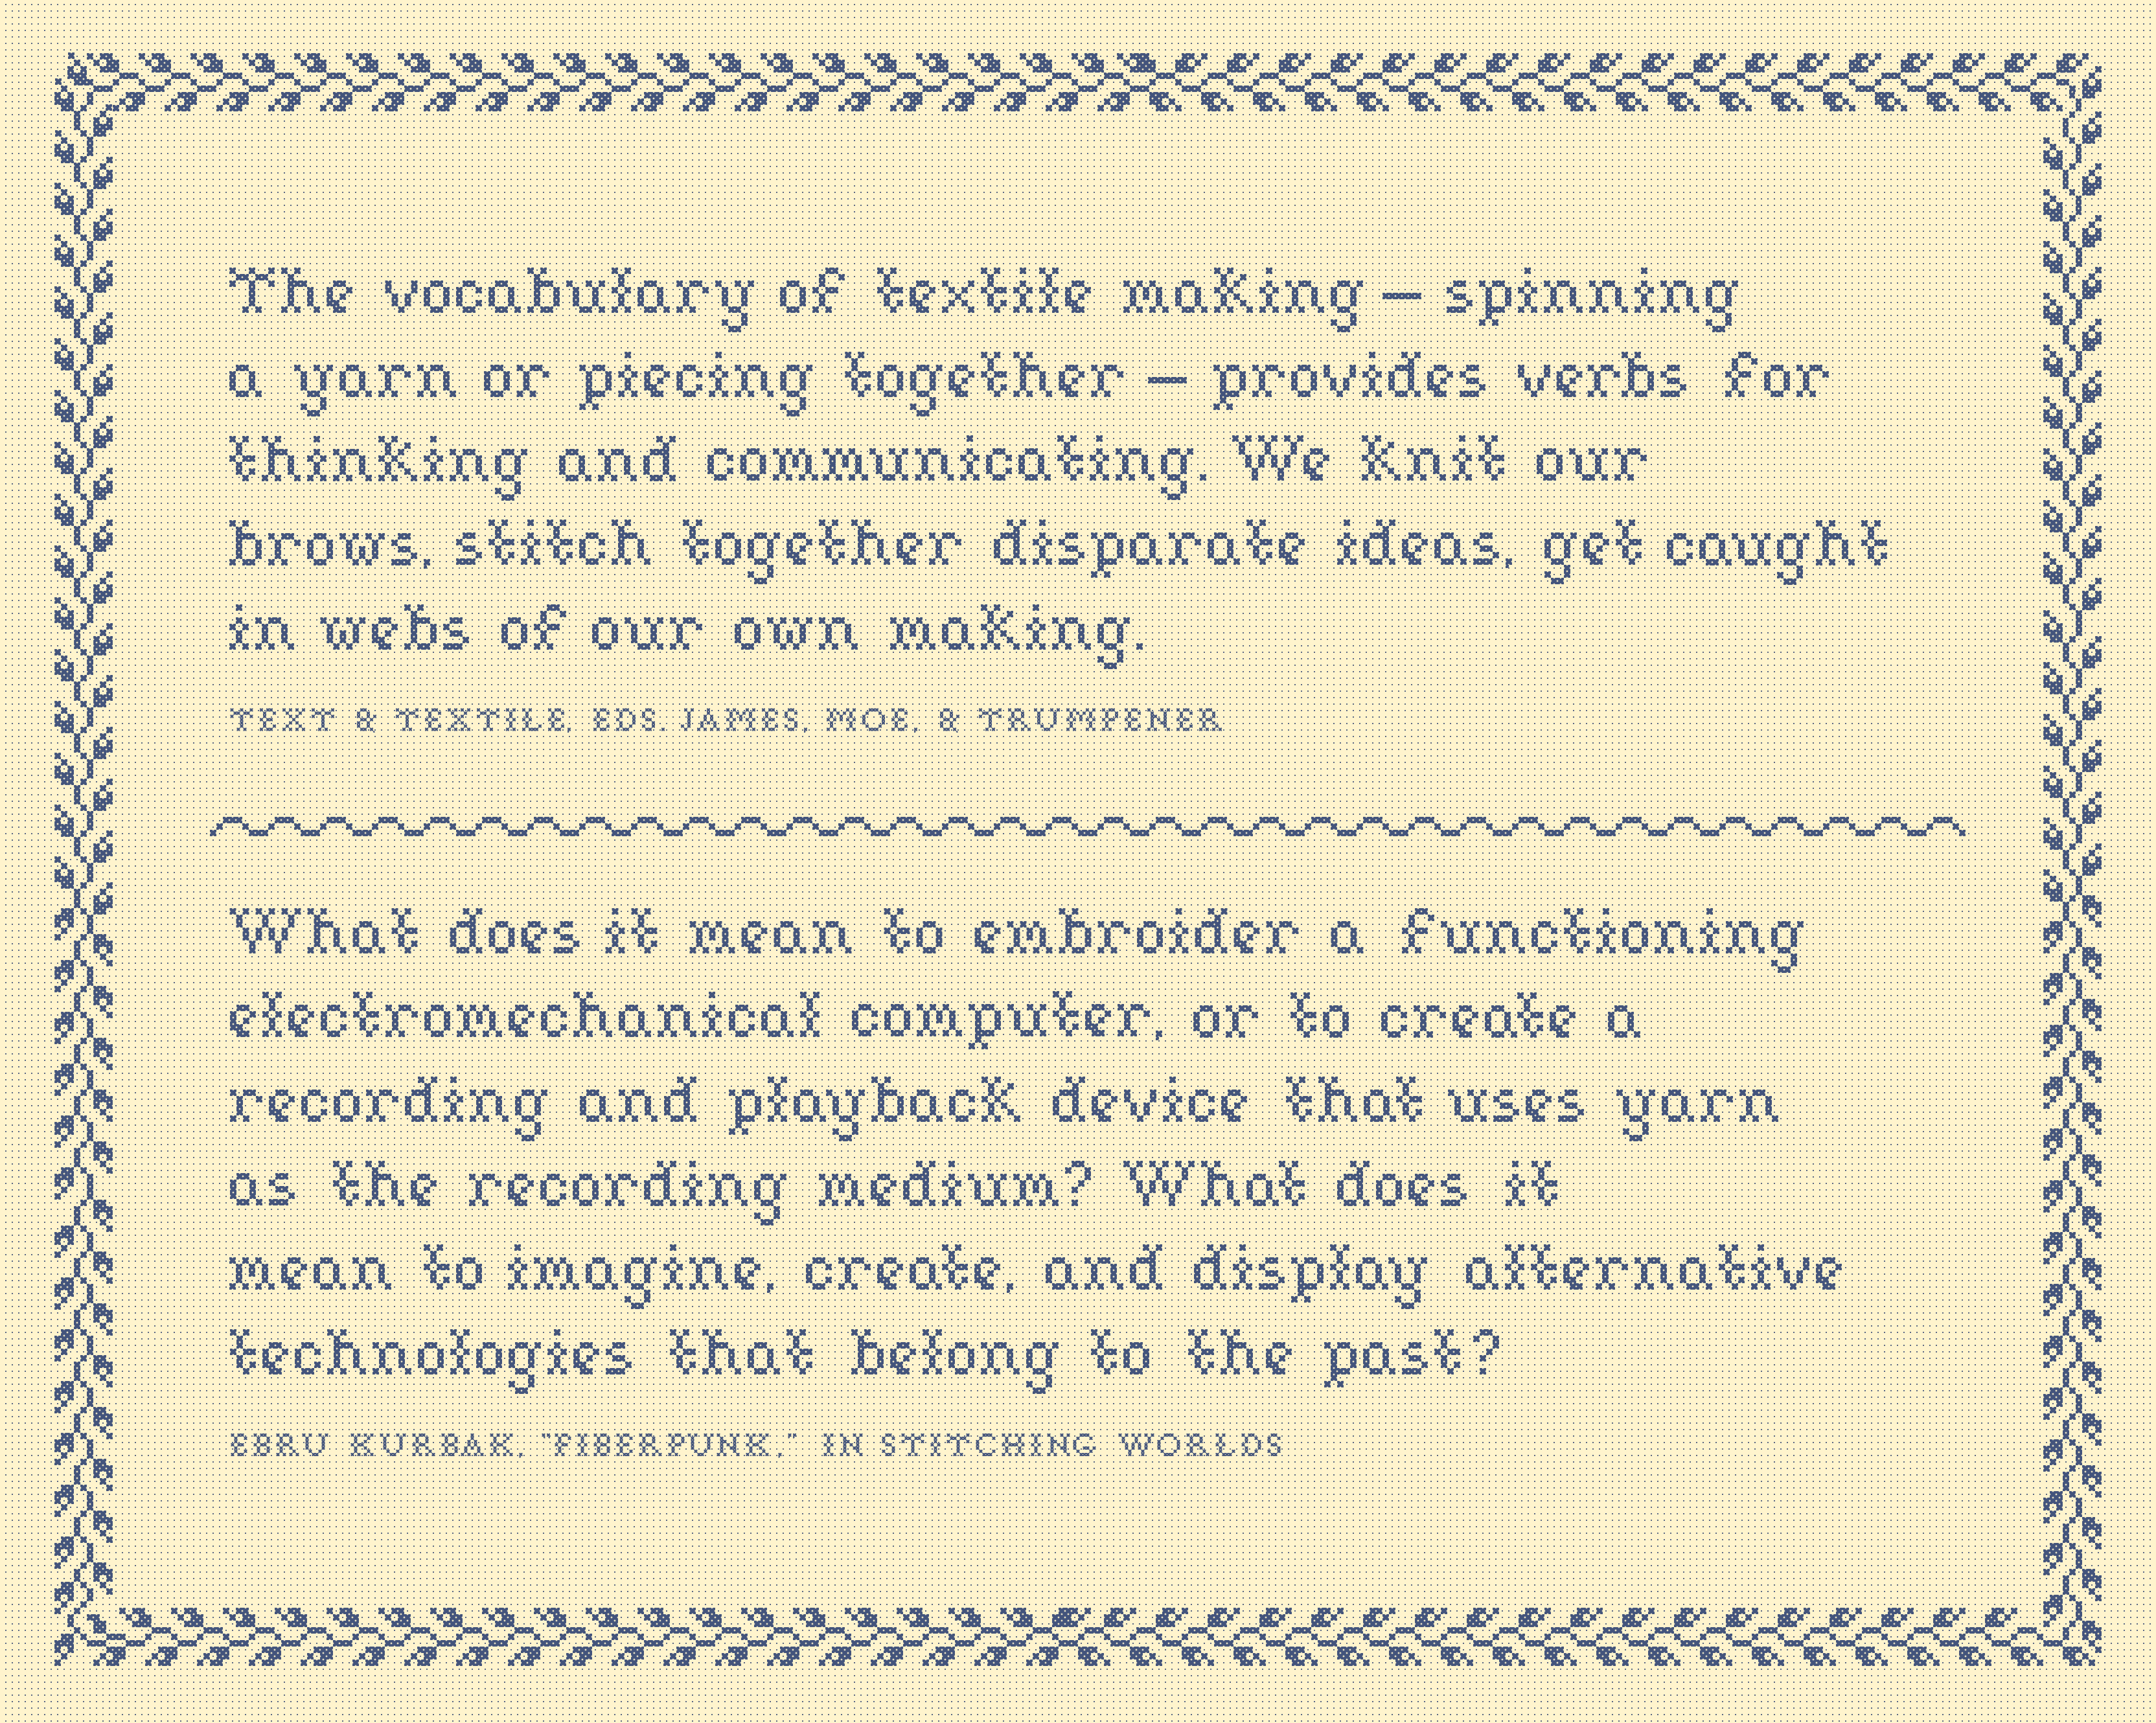 The vocabulary of textile making – spinning
a yarn or piecing together – provides verbs for
thinking and communicating. We knit our
brows, stitch together disparate ideas, get caught
in webs of our own making.
TEXT & TEXTILE, EDS. JAMES, MOE, & TRUMPENER
What does it mean to embroider a functioning
electromechanical computer, or to create a
recording and playback device that uses yarn
as the recording medium? What does it
mean to imagine, create, and display alternative
technologies that belong to the past?
EBRU KURBAK, "FIBERPUNK," IN STITCHING WORLDS